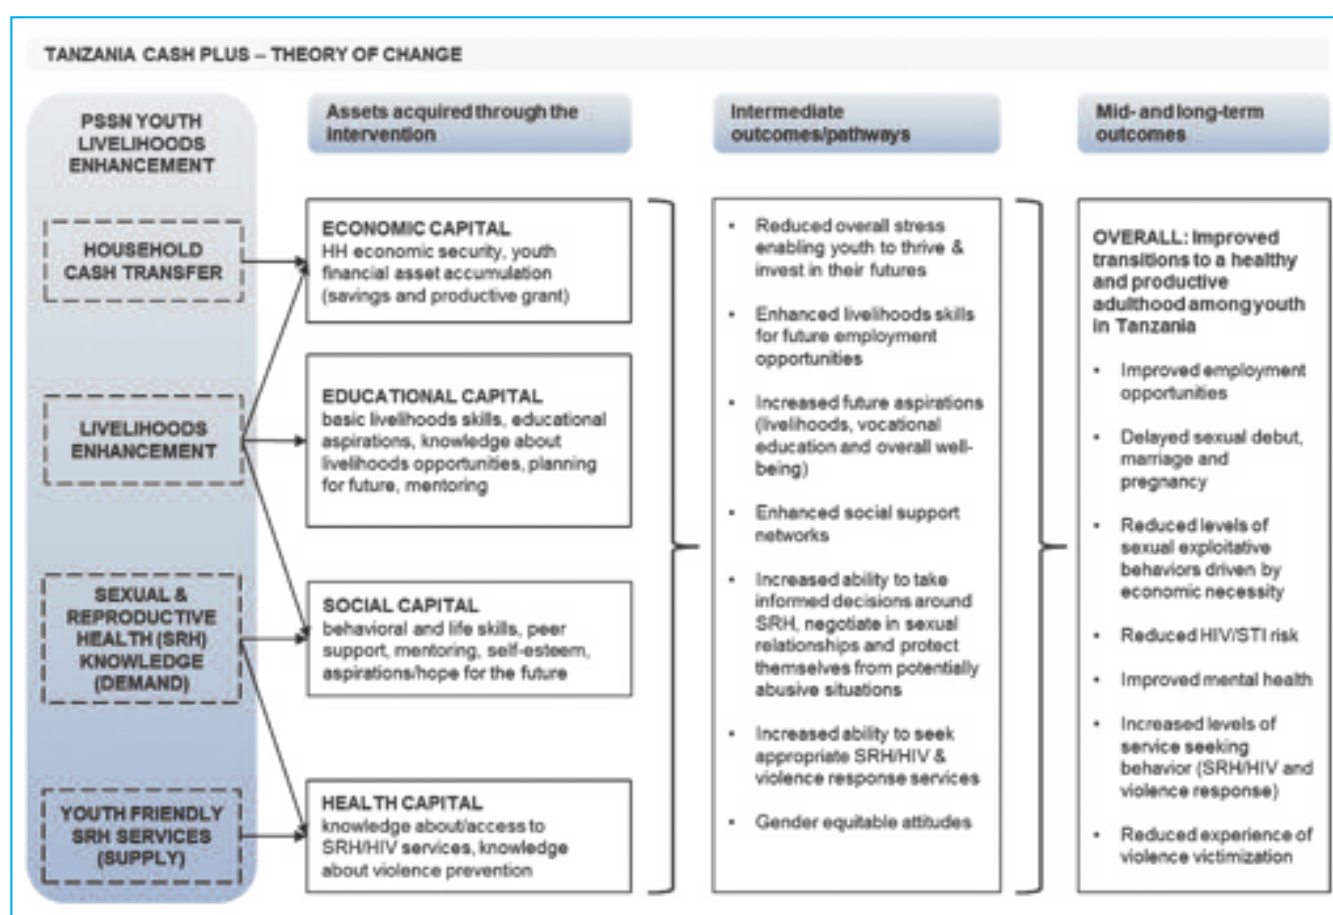 TANZANIA CASH PLUS – THEORY OF CHANGE
PSSN YOUTH
LIVELIHOODS
ENHANCEMENT
HOUSEHOLD
CASH TRANSFER
LIVELIHOODS
ENHANCEMENT
SEXUAL &
REPRODUCTIVE
HEALTH (SRH)
KNOWLEDGE
(DEMAND)
YOUTH FRIENDLY
SRH SERVICES
(SUPPLY)
Assets acquired through the
intervention
ECONOMIC CAPITAL
HH economic security, youth
financial asset accumulation
(savings and productive grant)
EDUCATIONAL CAPITAL
basic livelihoods skills, educational
aspirations, knowledge about
livelihoods opportunities, planning
for future, mentoring
SOCIAL CAPITAL
behavioral and life skills, peer
support, mentoring, self-esteem,
aspirations/hope for the future
HEALTH CAPITAL
knowledge about/access to
SRH/HIV services, knowledge
about violence prevention
Intermediate
outcomes/pathways
• Reduced overall stress
enabling youth to thrive &
invest in their futures
• Enhanced livelihoods skills
for future employment
opportunities
• Increased future aspirations
(livelihoods, vocational
education and overall well-
being)
• Enhanced social support
networks
• Increased ability to take
informed decisions around
SRH, negotiate in sexual
relationships and protect
themselves from potentially
abusive situations
• Increased ability to seek
appropriate SRH/HIV &
violence response services
• Gender equitable attitudes
Mid- and long-term
outcomes
OVERALL: Improved
transitions to a healthy
and productive
adulthood among youth
in Tanzania
• Improved employment
opportunities
• Delayed sexual debut,
marriage and
pregnancy
• Reduced levels of
sexual exploitative
behaviors driven by
economic necessity
• Reduced HIV/STI risk
• Improved mental health
• Increased levels of
service seeking
behavior (SRH/HIV and
violence response)
• Reduced experience of
violence victimization